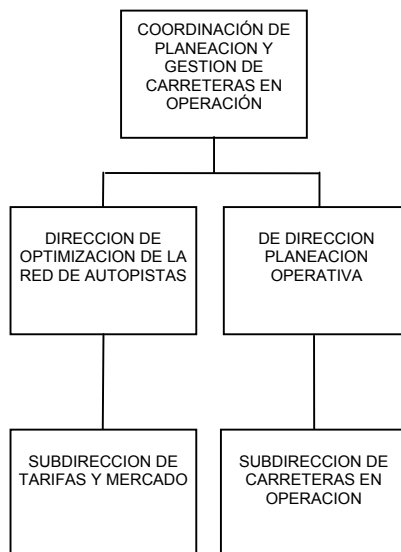 COORDINACIÓN DE
PLANEACION Y
GESTION DE
CARRETERAS EN
OPERACIÓN
DIRECCION DE
OPTIMIZACION DE LA
RED DE AUTOPISTAS
DE DIRECCION
PLANEACION
OPERATIVA
SUBDIRECCION DE
TARIFAS Y MERCADO
SUBDIRECCION DE
CARRETERAS EN
OPERACION